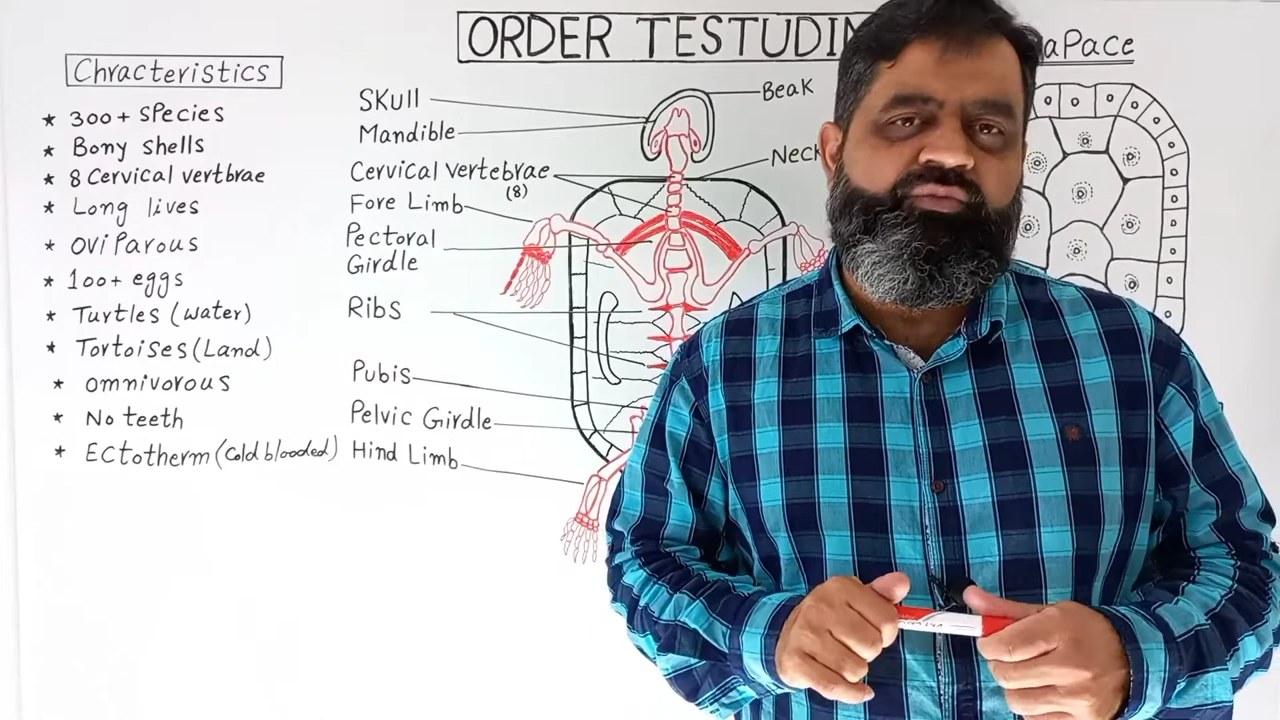 ORDER TESTUDIN
Chracteristics
* 300+ species
* Bony shells
* 8 Cervical vertbrae
* Long lives
* oviparous
* 100+ eggs
* Turtles (water)
* Tortoises (Land)
* omnivorous
* No teeth
* Ectotherm (Cold blooded)
Skull
Mandible
Cervical vertebrae
(8)
Fore Limb
Pectoral
Girdle
Ribs
Pubis
Pelvic Girdle
Hind Limb
Beak
Neck
aPace